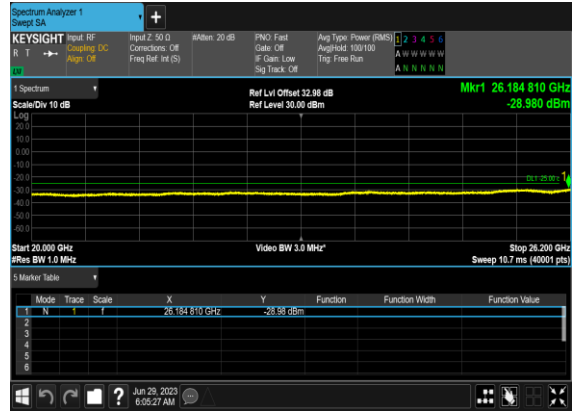 Spectrum Analyzer 1
Swept SA
+
KEYSIGHT Input: RF Input Z: 50 Ω #Atten: 20 dB PNO: Fast Avg Type: Power (RMS) 1 2 3 4 5 6
R T Coupling: DC Corrections: Off Gate: Off Avg|Hold: 100/100 A W W W W W
Align: Off Freq Ref: Int (S) IF Gain: Low Trig: Free Run
Sig Track: Off A N N N N N
1 Spectrum Ref Lvl Offset 32.98 dB Mkr1 26.184 810 GHz
Scale/Div 10 dB Ref Level 30.00 dBm -28.980 dBm
Log
20.0
10.0
0.00
-10.0
-20.0
-30.0
-40.0
-50.0
-60.0
1
Start 20.000 GHz Video BW 3.0 MHz* Stop 26.200 GHz
#Res BW 1.0 MHz Sweep 10.7 ms (40001 pts)
5 Marker Table
Mode Trace Scale X Y Function Function Width Function Value
1 N 1 f 26.184 810 GHz -28.98 dBm
2
3
4
5
6
? Jun 29, 2023
6:05:27 AM